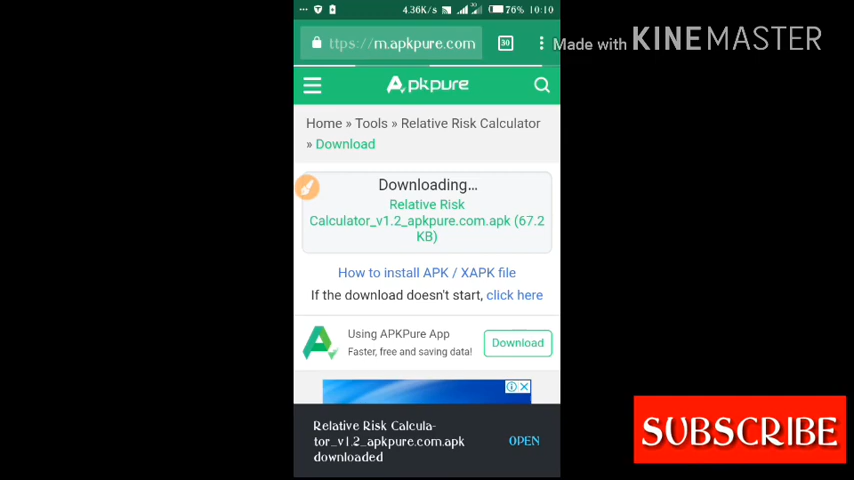 4.36K/s 76% 10:10
ttps://m.apkpure.com
30
Made with KINEMASTER
Apkpure
Home » Tools » Relative Risk Calculator
» Download
Downloading...
Relative Risk
Calculator_v1.2_apkpure.com.apk (67.2
KB)
How to install APK / XAPK file
If the download doesn't start, click here
Using APKPure App
Faster, free and saving data!
Download
Relative Risk Calcula-
tor_v1.2_apkpure.com.apk
downloaded
OPEN
SUBSCRIBE